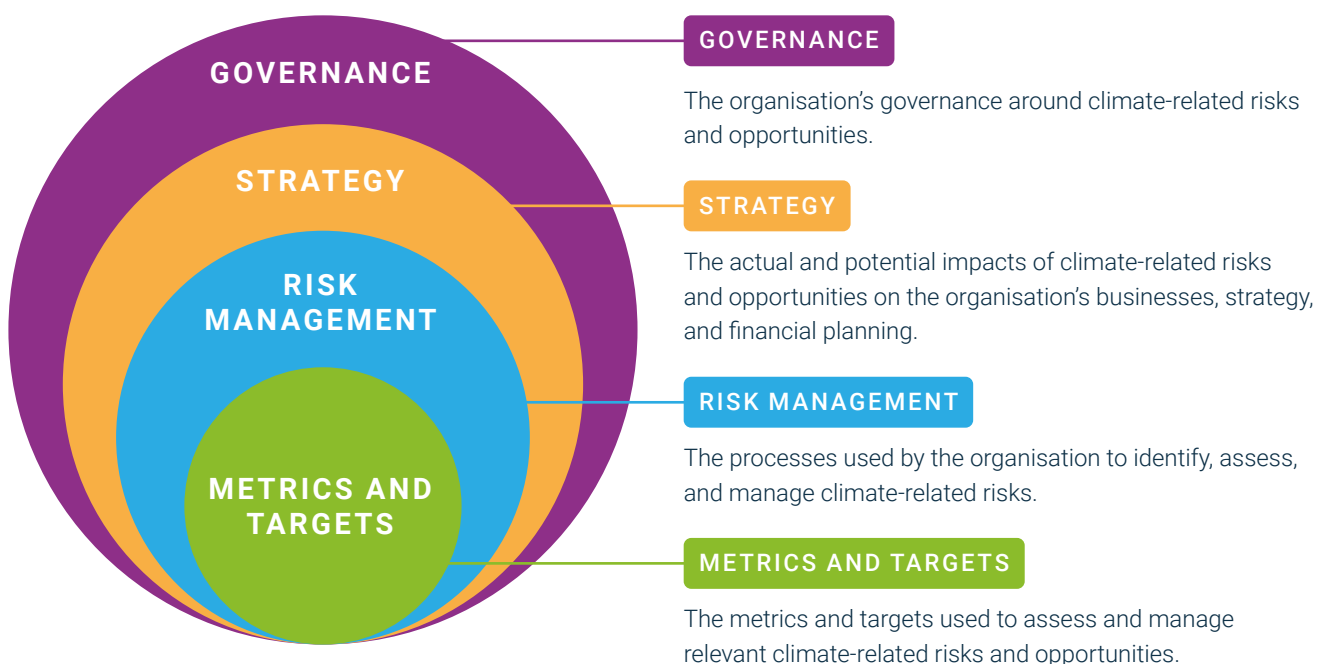 GOVERNANCE
STRATEGY
RISK
MANAGEMENT
METRICS AND
TARGETS
GOVERNANCE
The organisation’s governance around climate-related risks
and opportunities.
STRATEGY
The actual and potential impacts of climate-related risks
and opportunities on the organisation’s businesses, strategy,
and financial planning.
RISK MANAGEMENT
The processes used by the organisation to identify, assess,
and manage climate-related risks.
METRICS AND TARGETS
The metrics and targets used to assess and manage
relevant climate-related risks and opportunities.